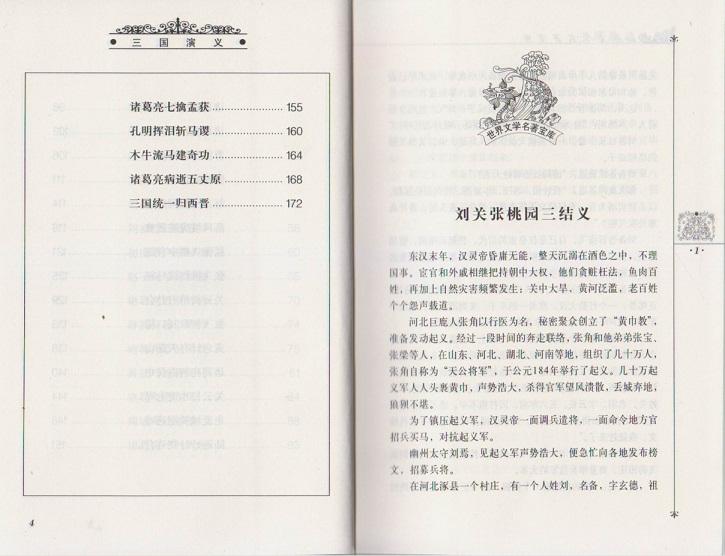 三国演义
诸葛亮七擒孟获 155
孔明挥泪斩马谡 160
木牛流马建奇功 164
诸葛亮病逝五丈原 168
三国统一归西晋 172
4
世界文学名著宝库
刘关张桃园三结义
东汉末年，汉灵帝昏庸无能，整天沉溺在酒色之中，不理
国事。宦官和外戚相继把持朝中大权，他们贪赃枉法，鱼肉百
姓，再加上自然灾害频繁发生：关中大旱、黄河泛滥，老百姓
个个怨声载道。
河北巨鹿人张角以行医为名，秘密聚众创立了“黄巾教”，
准备发动起义。经过一段时间的奔走联络，张角和他弟弟张宝、
张梁等人，在山东、河北、湖北、河南等地，组织了几十万人，
张角自称为“天公将军”，于公元184年举行了起义。几十万起
义军人人头裹黄巾，声势浩大，杀得官军望风溃散，丢城弃地，
狼狈不堪。
为了镇压起义军，汉灵帝一面调兵遣将，一面命令地方官
招兵买马，对抗起义军。
幽州太守刘焉，见起义军声势浩大，便急忙向各地发布榜
文，招募兵将。
在河北涿县一个村庄，有一个人姓刘，名备，字玄德，祖
·1·